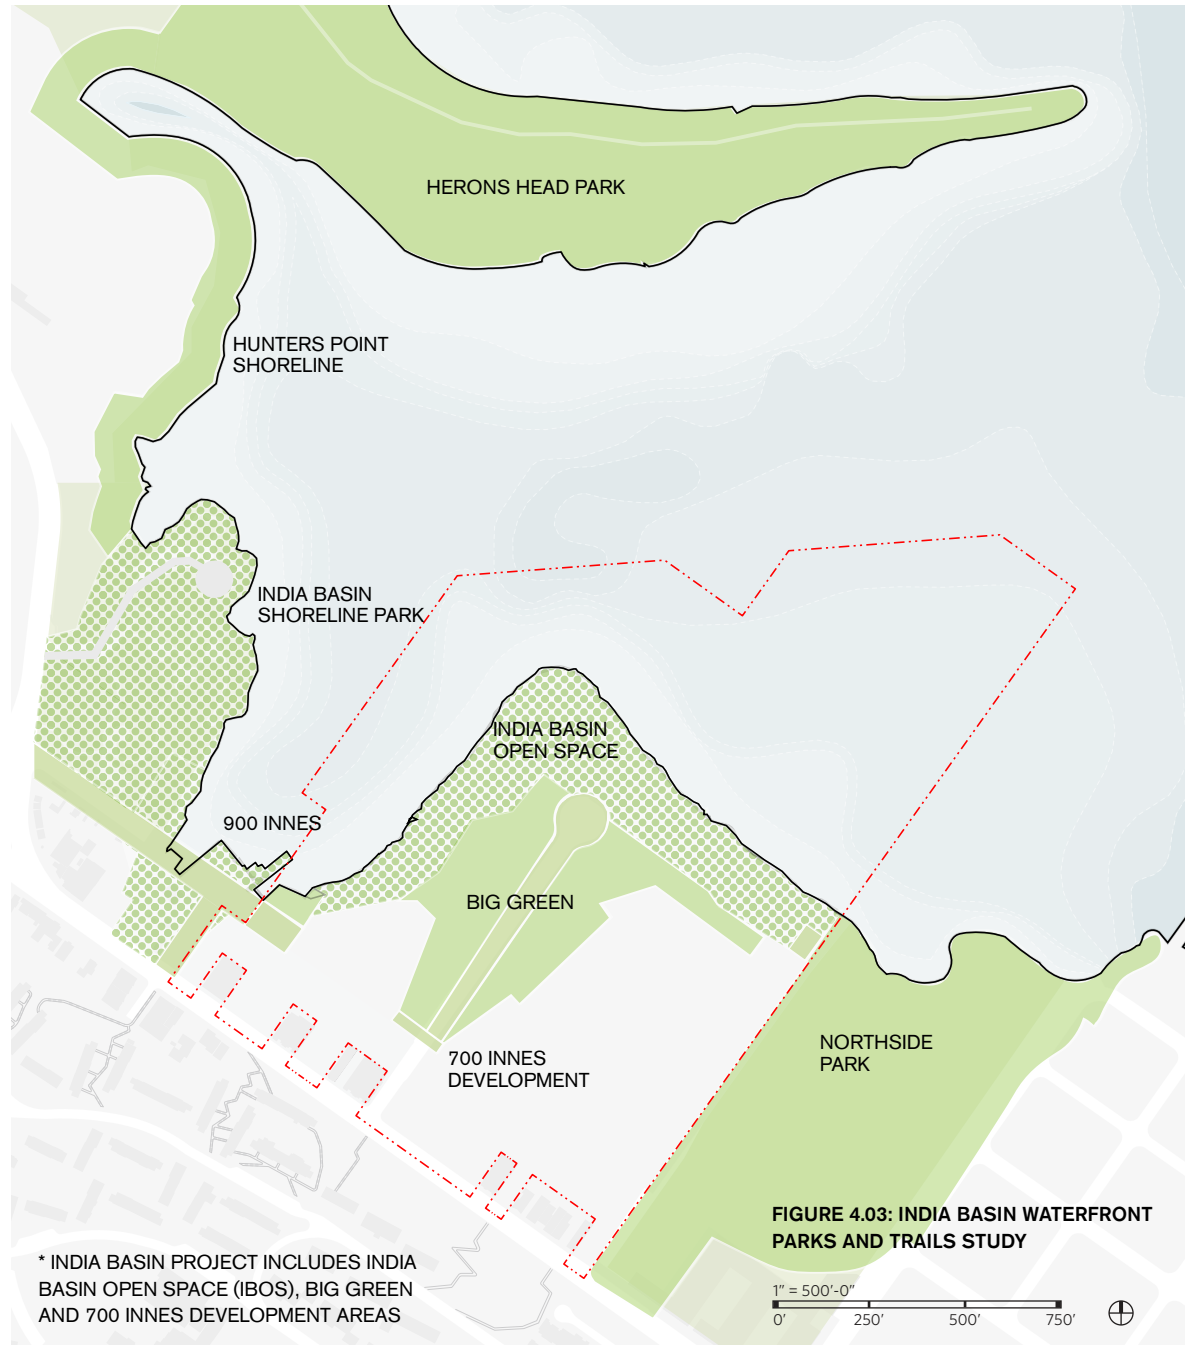 HERONS HEAD PARK
HUNTERS POINT
SHORELINE
INDIA BASIN
SHORELINE PARK
INDIA BASIN
OPEN SPACE
900 INNES
BIG GREEN
700 INNES
DEVELOPMENT
NORTHSIDE
PARK
FIGURE 4.03: INDIA BASIN WATERFRONT
PARKS AND TRAILS STUDY
* INDIA BASIN PROJECT INCLUDES INDIA
BASIN OPEN SPACE (IBOS), BIG GREEN
AND 700 INNES DEVELOPMENT AREAS
1" = 500'-0"
0' 250' 500' 750'